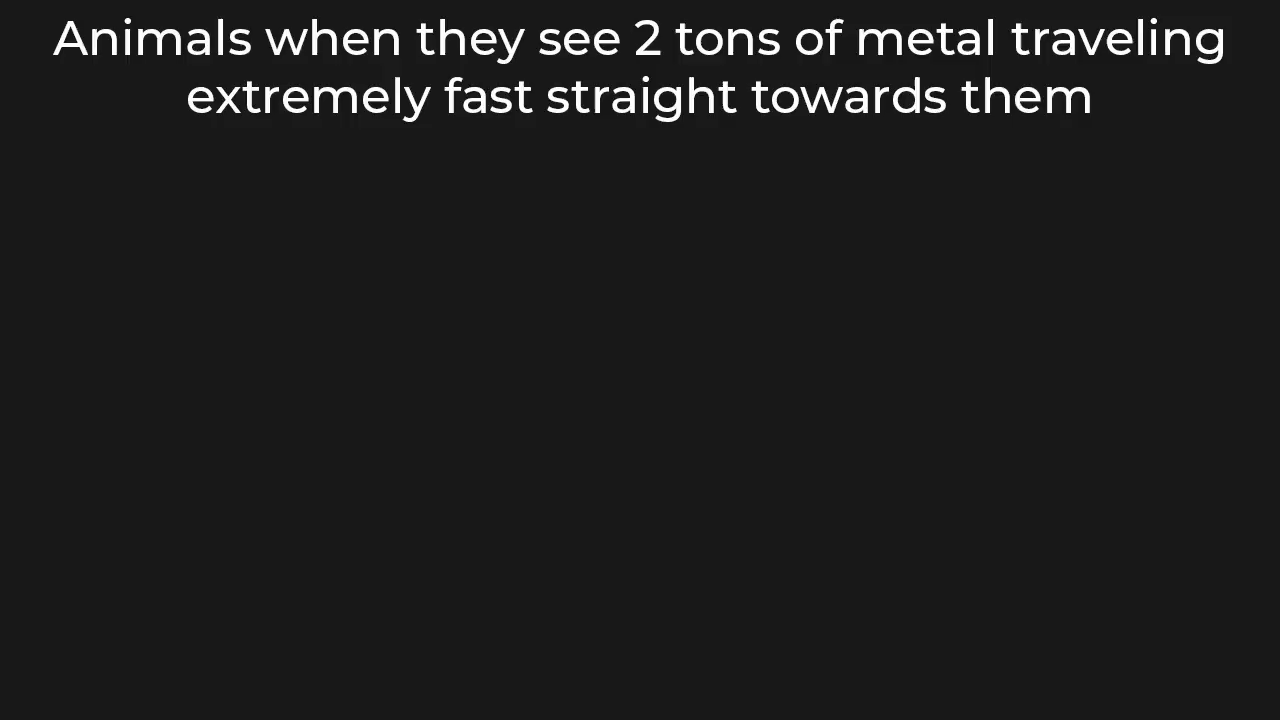 Animals when they see 2 tons of metal traveling
extremely fast straight towards them